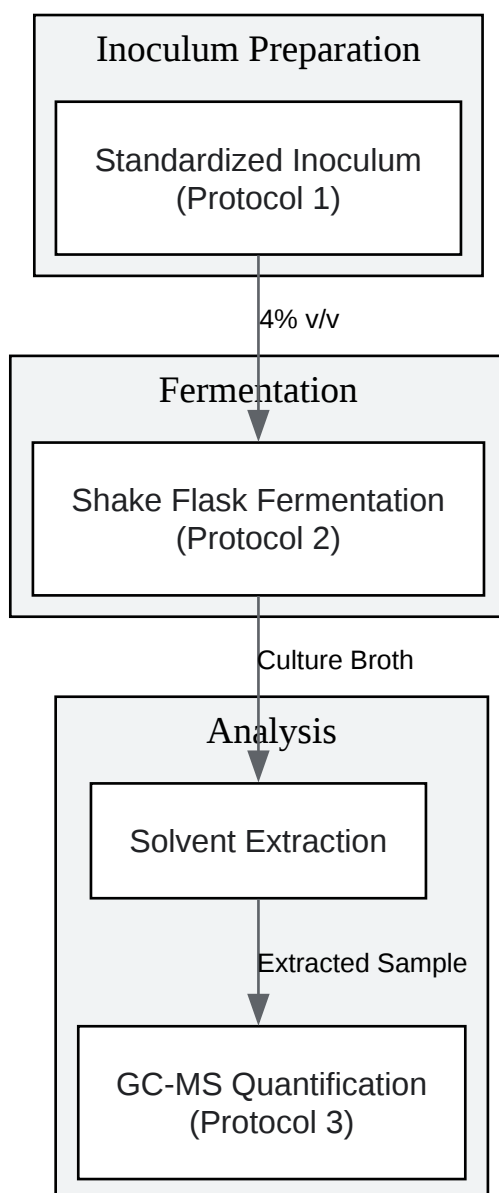 Inoculum Preparation
Standardized Inoculum
(Protocol 1)
4% v/v
Fermentation
Shake Flask Fermentation
(Protocol 2)
Culture Broth
Analysis
Solvent Extraction
Extracted Sample
GC-MS Quantification
(Protocol 3)